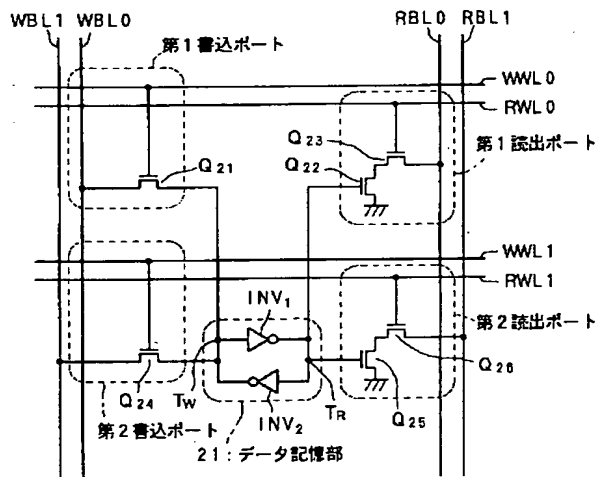 WBL1 WBL0
RBL0 RBL1
第1書込ポート
WWL0
RWL0
Q23
Q22
Q21
第1読出ポート
WWL1
RWL1
INV1
第2読出ポート
Q26
Q24
TW
TR
Q25
INV2
第2書込ポート
21:データ記憶部